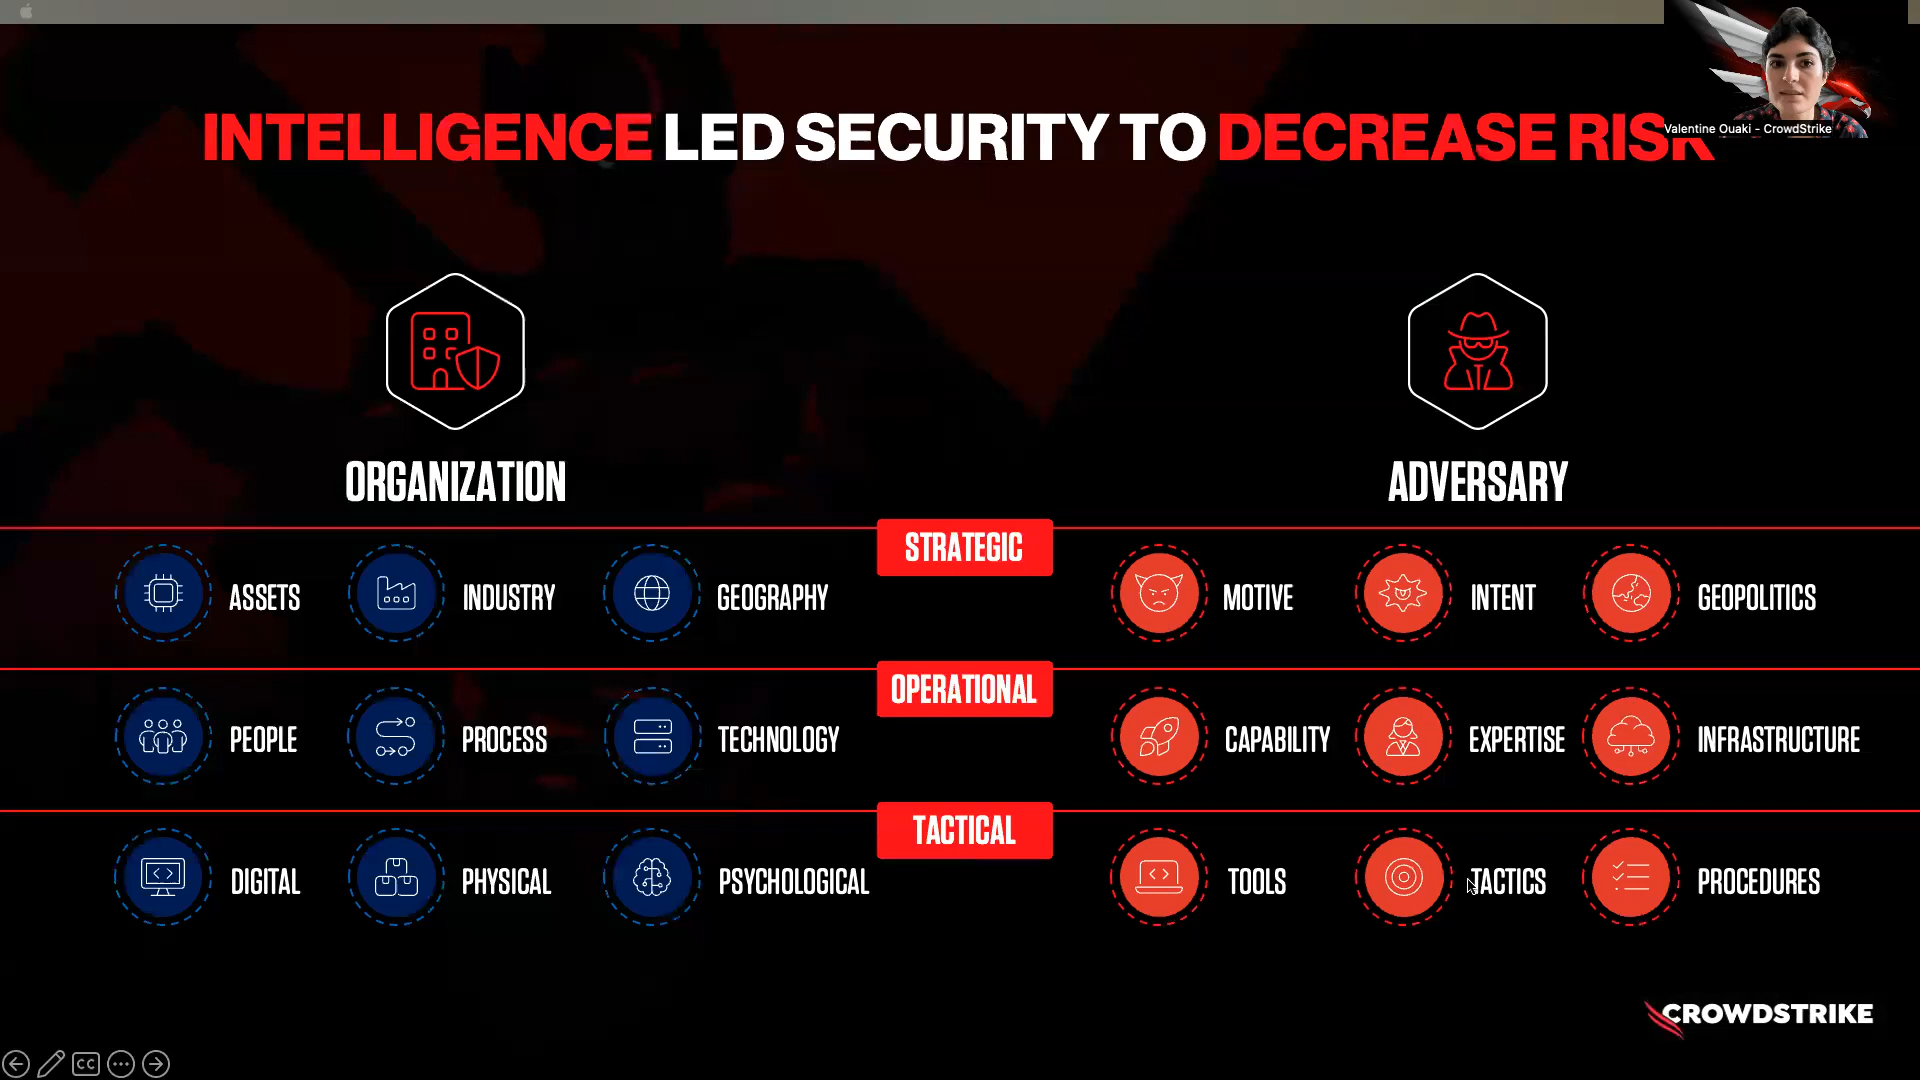 INTELLIGENCE LED SECURITY TO DECREASE RISK
Valentine Ouaki - CrowdStrike
ORGANIZATION
ADVERSARY
STRATEGIC
ASSETS
INDUSTRY
GEOGRAPHY
MOTIVE
INTENT
GEOPOLITICS
OPERATIONAL
PEOPLE
PROCESS
TECHNOLOGY
CAPABILITY
EXPERTISE
INFRASTRUCTURE
TACTICAL
DIGITAL
PHYSICAL
PSYCHOLOGICAL
TOOLS
TACTICS
PROCEDURES
CROWDSTRIKE
CC